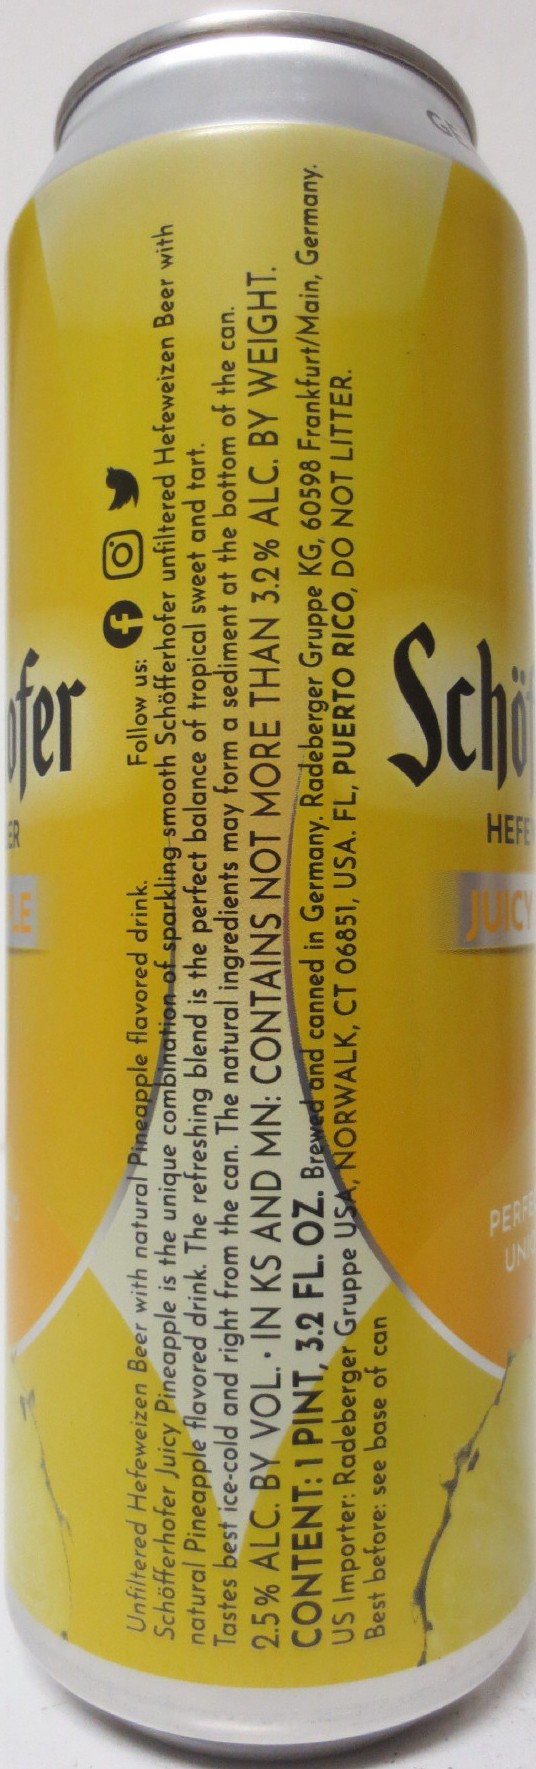 Unfiltered Hefeweizen Beer with natural Pineapple flavored drink. Follow us:
Schöfferhofer Juicy Pineapple is the unique combination of sparkling smooth Schöfferhofer unfiltered Hefeweizen Beer with
natural Pineapple flavored drink. The refreshing blend is the perfect balance of tropical sweet and tart.
Tastes best ice-cold and right from the can. The natural ingredients may form a sediment at the bottom of the can.
2.5% ALC. BY VOL. · IN KS AND MN: CONTAINS NOT MORE THAN 3.2% ALC. BY WEIGHT.
CONTENT: 1 PINT, 3.2 FL. OZ. Brewed and canned in Germany. Radeberger Gruppe KG, 60598 Frankfurt/Main, Germany.
US Importer: Radeberger Gruppe USA, NORWALK, CT 06851, USA. FL, PUERTO RICO, DO NOT LITTER.
Best before: see base of can
ofer
ER
LE
Schö
HEFE
JUICY
PERFE
UNI
GE